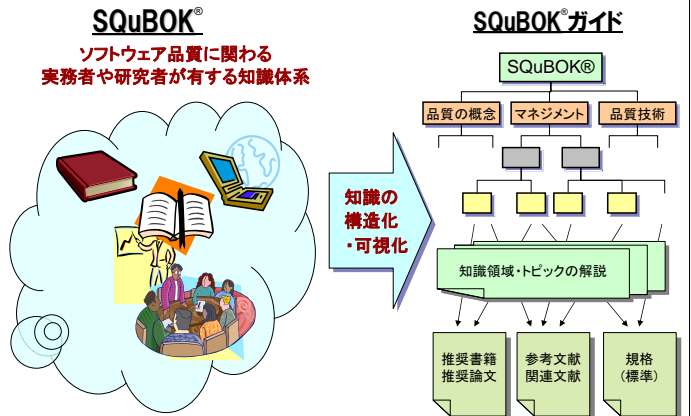 SQuBOK®
ソフトウェア品質に関わる
実務者や研究者が有する知識体系
知識の
構造化
・可視化
SQuBOK®ガイド
SQuBOK®
品質の概念
マネジメント
品質技術
知識領域・トピックの解説
推奨書籍
推奨論文
参考文献
関連文献
規格
(標準)